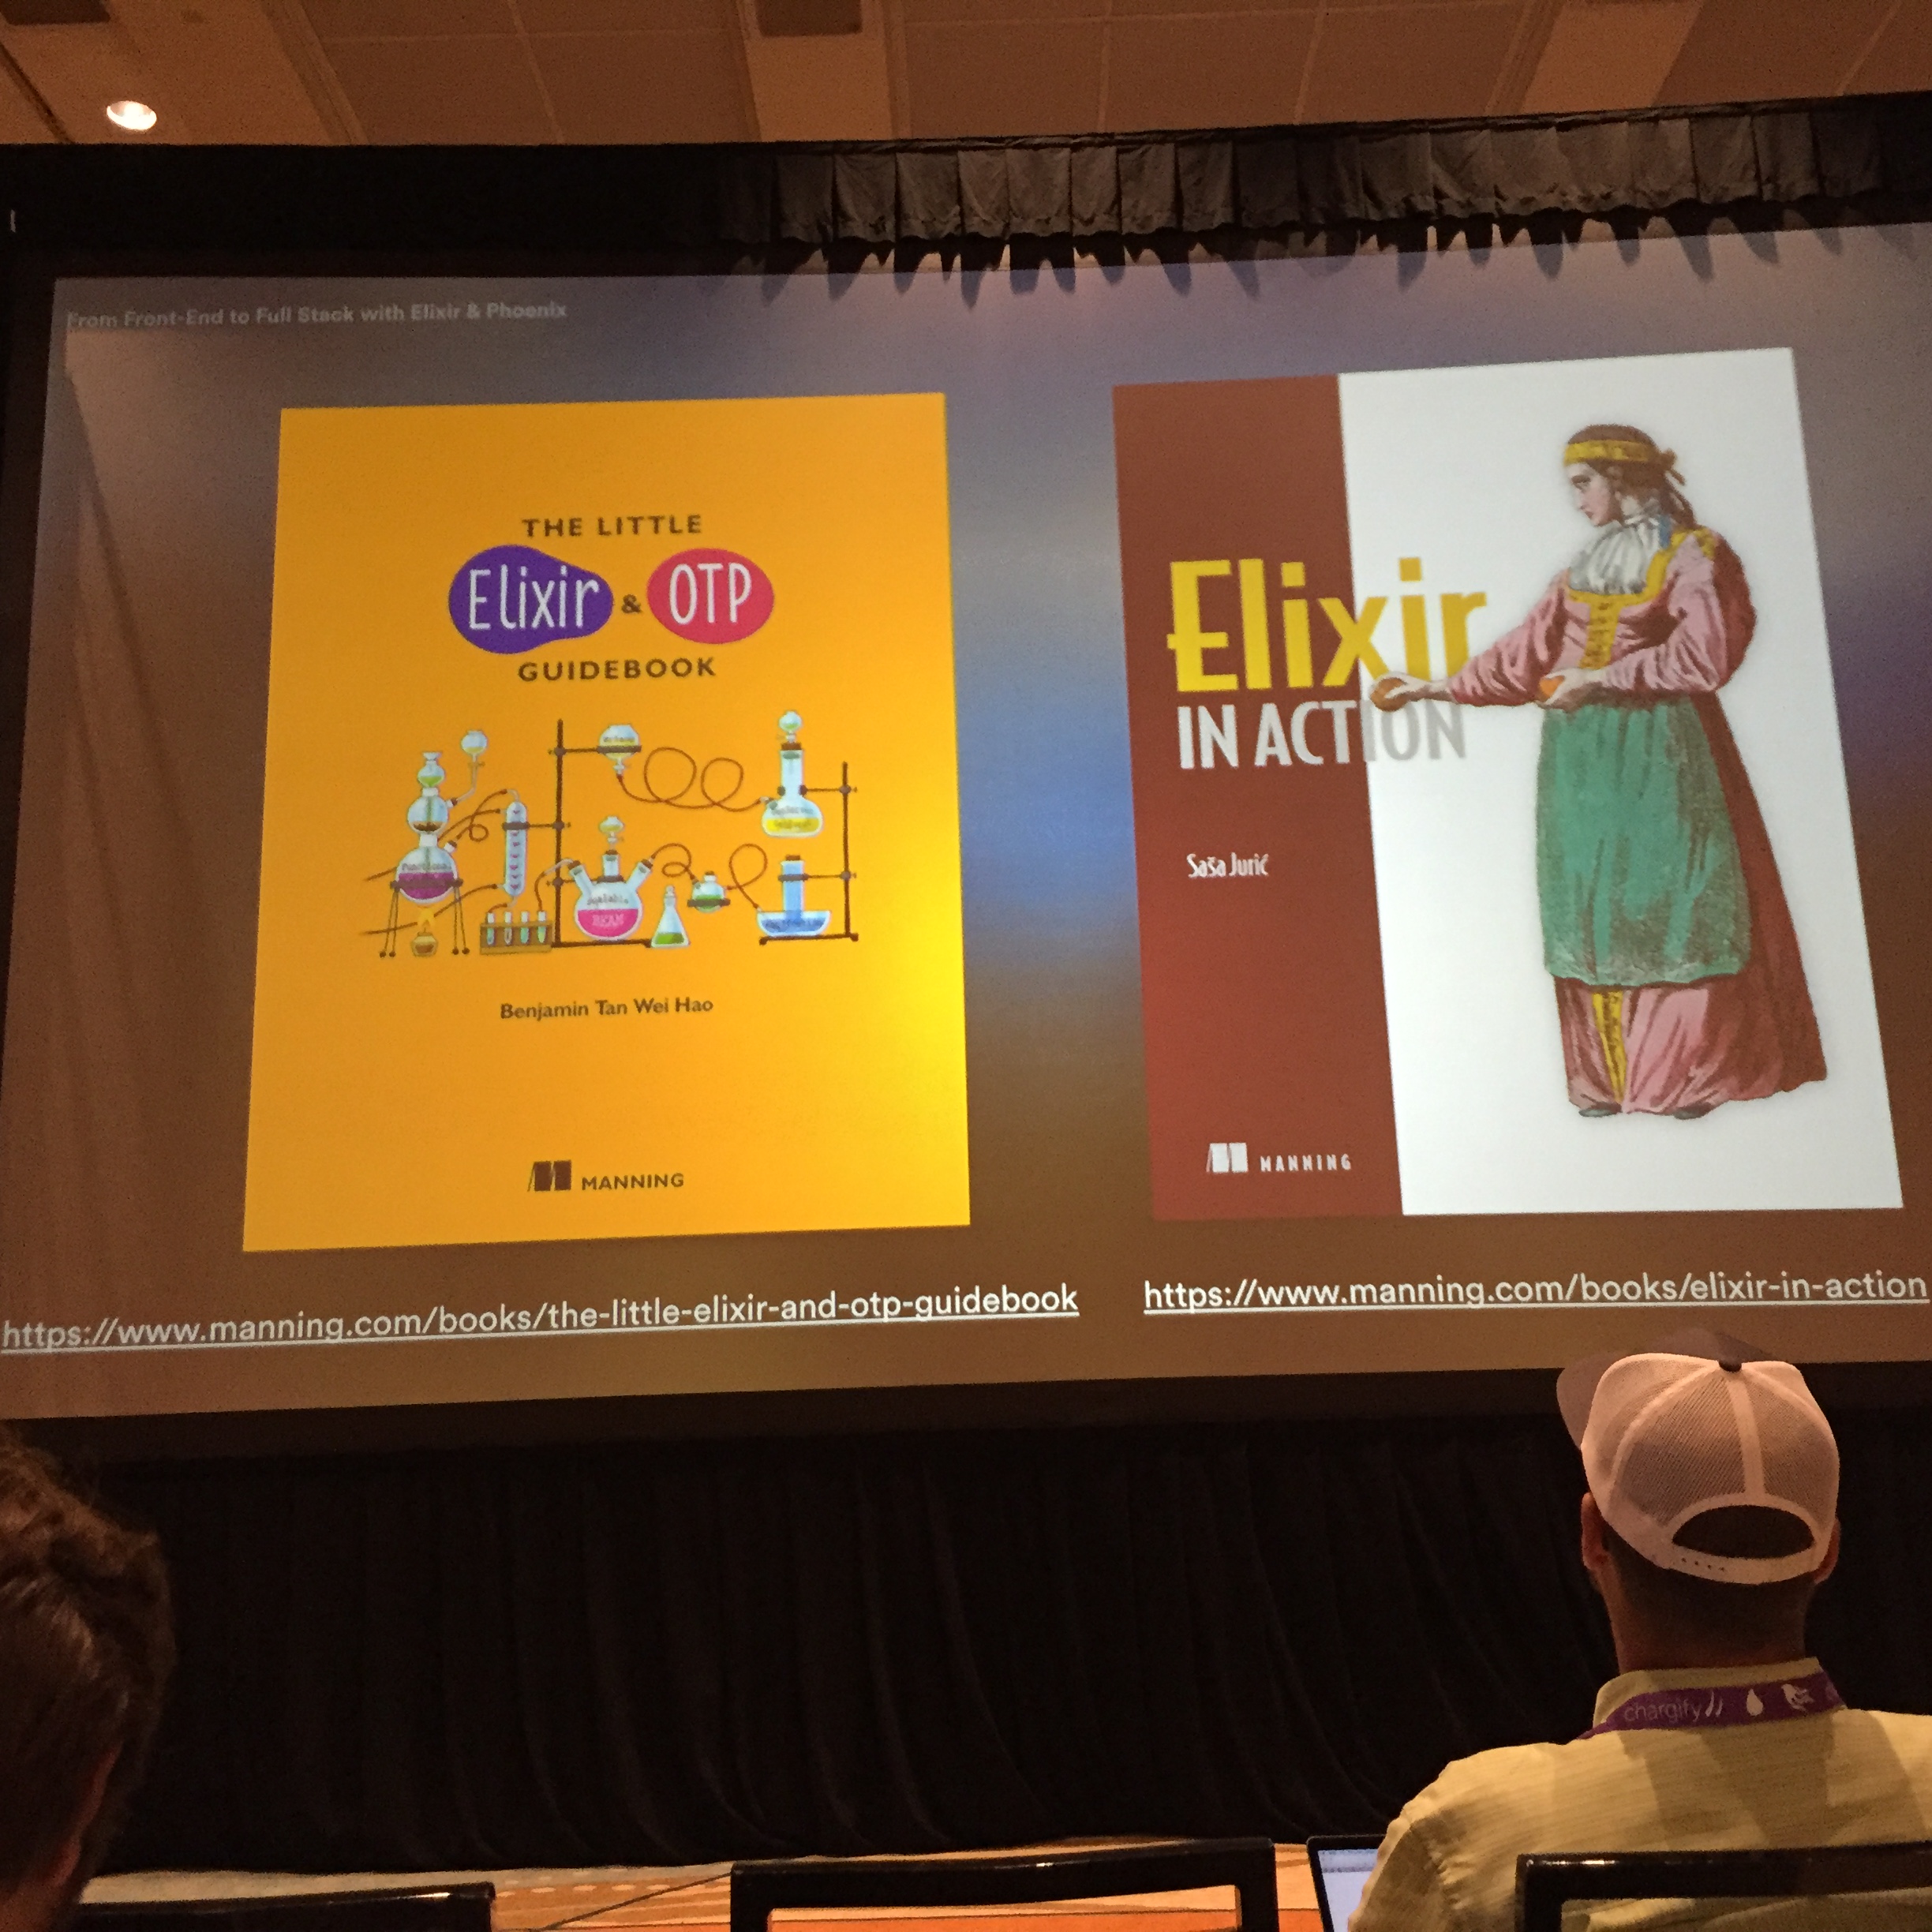 From Front-End to Full Stack with Elixir & Phoenix
THE LITTLE
Elixir & OTP
GUIDEBOOK
BEAM
Benjamin Tan Wei Hao
MANNING
https://www.manning.com/books/the-little-elixir-and-otp-guidebook
Elixir
IN ACTION
Saša Jurić
MANNING
https://www.manning.com/books/elixir-in-action
chargify